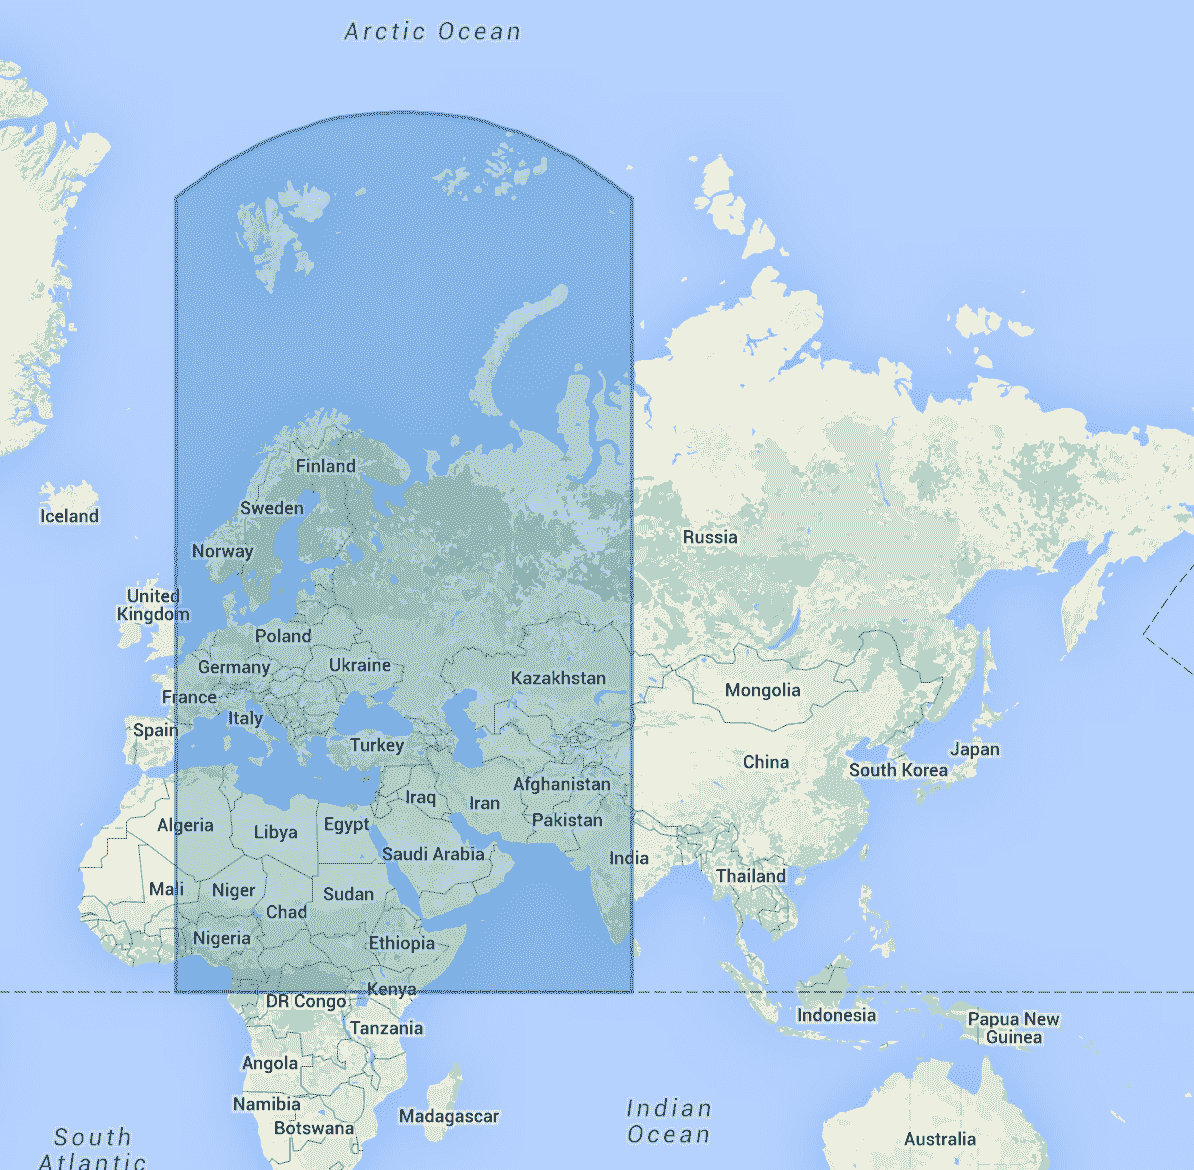 Arctic Ocean
Finland
Iceland
Sweden
Norway
Russia
United
Kingdom
Poland
Germany
Ukraine
Kazakhstan
Mongolia
France
Italy
Spain
Turkey
Japan
China
South Korea
Afghanistan
Iraq
Iran
Pakistan
Algeria
Libya
Egypt
Saudi Arabia
India
Thailand
Mali
Niger
Sudan
Chad
Nigeria
Ethiopia
Kenya
DR Congo
Indonesia
Papua New
Guinea
Tanzania
Angola
Namibia
Botswana
Madagascar
Indian
Ocean
South
Atlantic
Australia